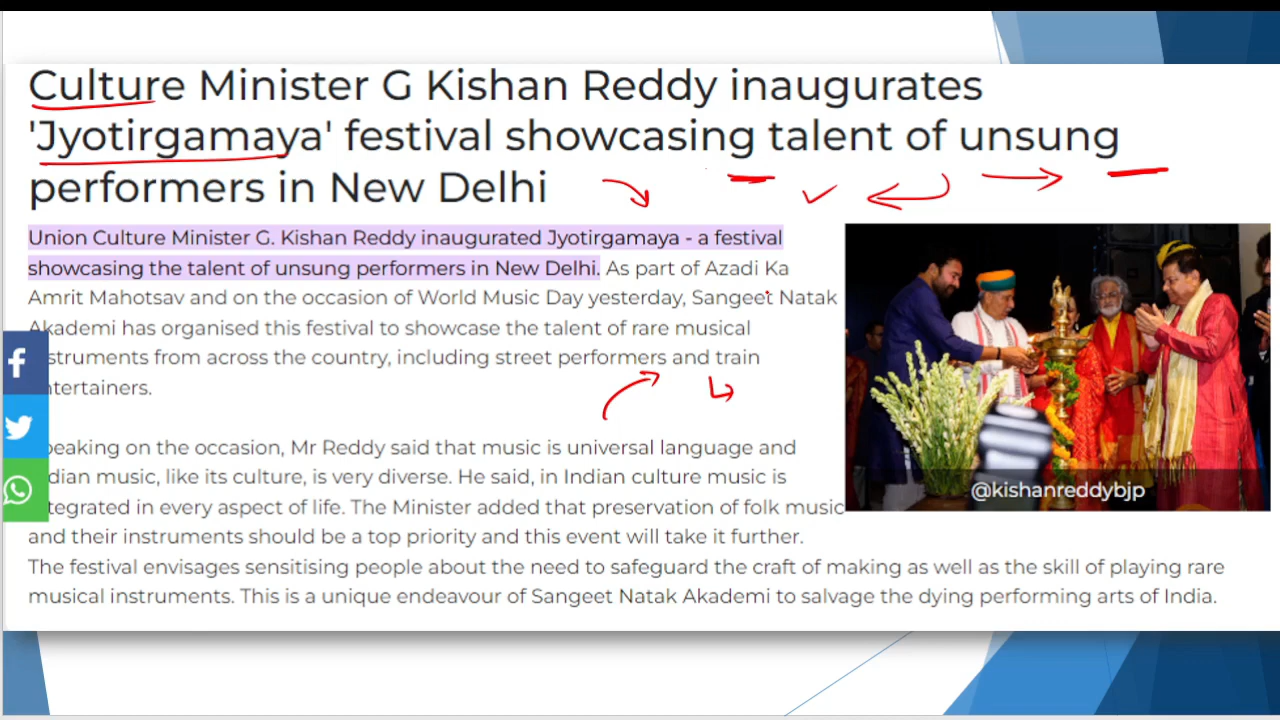 Culture Minister G Kishan Reddy inaugurates
'Jyotirgamaya' festival showcasing talent of unsung
performers in New Delhi
Union Culture Minister G. Kishan Reddy inaugurated Jyotirgamaya - a festival
showcasing the talent of unsung performers in New Delhi. As part of Azadi Ka
Amrit Mahotsav and on the occasion of World Music Day yesterday, Sangeet Natak
Akademi has organised this festival to showcase the talent of rare musical
from across the country, including street performers and train
on the occasion, Mr Reddy said that music is universal language and
music, like its culture, is very diverse. He said, in Indian culture music is
in every aspect of life. The Minister added that preservation of folk music
and their instruments should be a top priority and this event will take it further.
The festival envisages sensitising people about the need to safeguard the craft of making as well as the skill of playing rare
musical instruments. This is a unique endeavour of Sangeet Natak Akademi to salvage the dying performing arts of India.
@kishanreddybjp